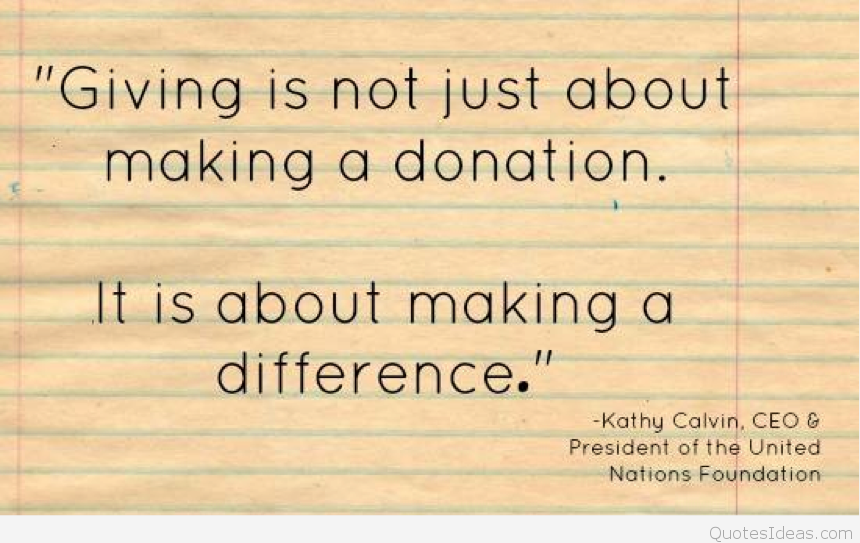 "Giving is not just about
making a donation.
It is about making a
difference."
-Kathy Calvin, CEO &
President of the United
Nations Foundation
QuotesIdeas.com